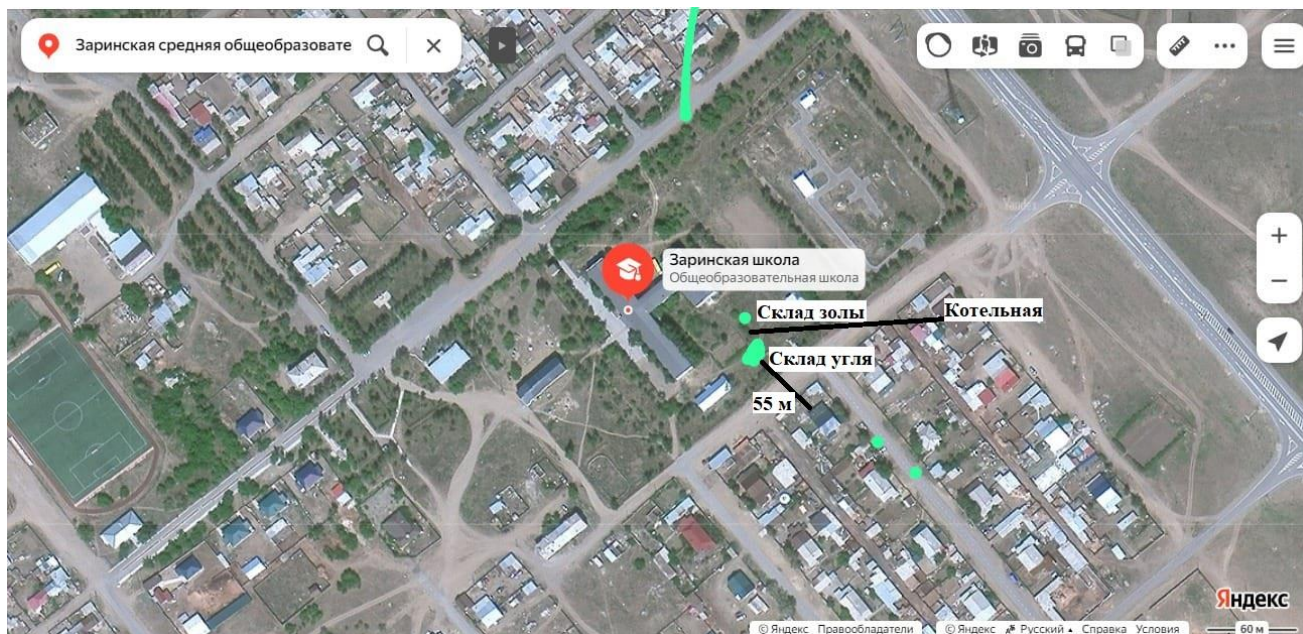 Заринская средняя общеобразовате
Заринская школа
Общеобразовательная школа
Склад золы
Котельная
Склад угля
55 м
Яндекс
© Яндекс Правообладатели
© Яндекс Русский Справка Условия
60 м